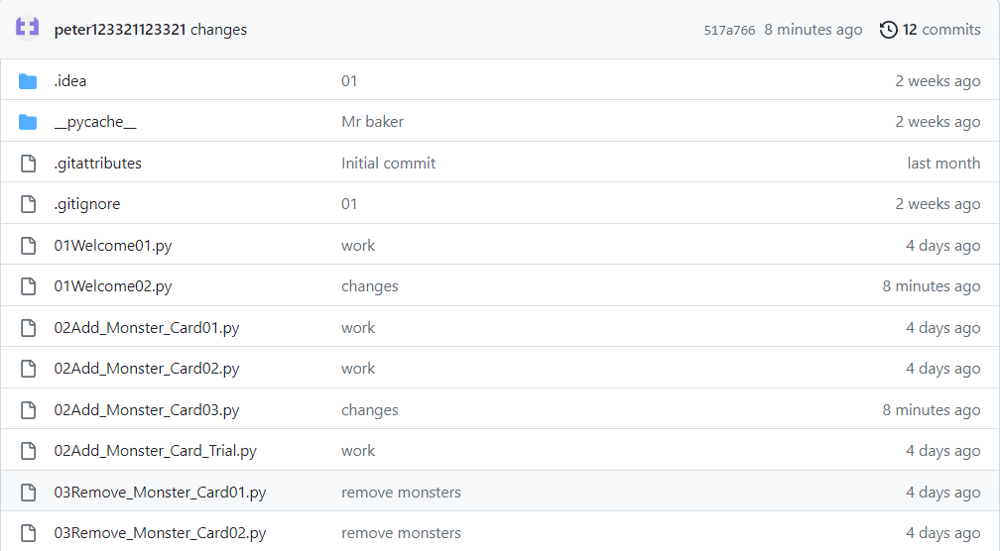 peter123321123321 changes 517a766 8 minutes ago 12 commits
.idea 01 2 weeks ago
__pycache__ Mr baker 2 weeks ago
.gitattributes Initial commit last month
.gitignore 01 2 weeks ago
01Welcome01.py work 4 days ago
01Welcome02.py changes 8 minutes ago
02Add_Monster_Card01.py work 4 days ago
02Add_Monster_Card02.py work 4 days ago
02Add_Monster_Card03.py changes 8 minutes ago
02Add_Monster_Card_Trial.py work 4 days ago
03Remove_Monster_Card01.py remove monsters 4 days ago
03Remove_Monster_Card02.py remove monsters 4 days ago